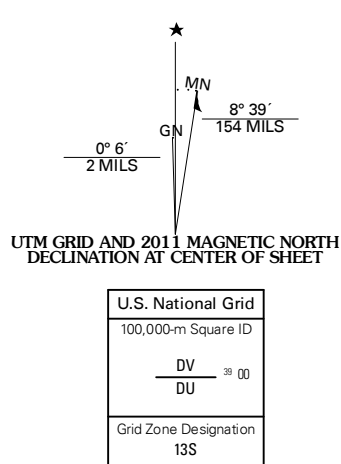 ★
MN
8° 39´
154 MILS
GN
0° 6´
2 MILS
UTM GRID AND 2011 MAGNETIC NORTH
DECLINATION AT CENTER OF SHEET
U.S. National Grid
100,000-m Square ID
DV
39 00
DU
Grid Zone Designation
13S